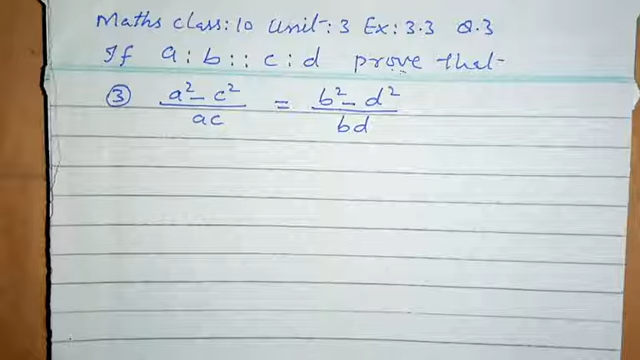 Maths class: 10 Unit: 3 Ex: 3.3 Q.3
If a : b :: c : d prove that
③ a² - c² / ac = b² - d² / bd